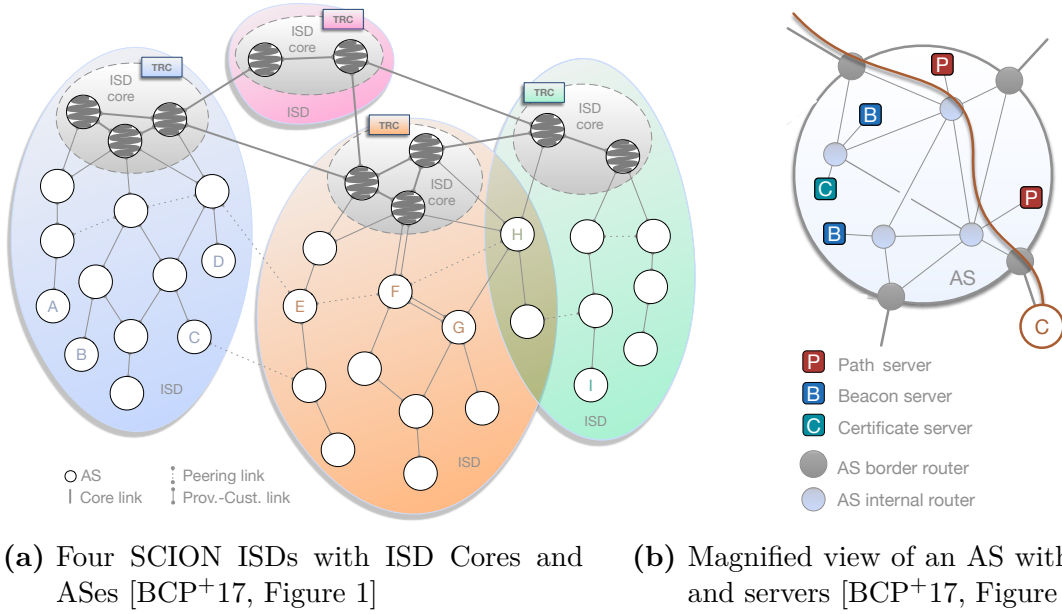 TRC
ISD
core
TRC
ISD
core
TRC
ISD
TRC
ISD
core
TRC
ISD
core
P
B
C
P
B
AS
C
H
D
A
E
F
G
B
C
I
ISD
ISD
ISD
AS
Peering link
Core link
Prov.-Cust. link
P Path server
B Beacon server
C Certificate server
AS border router
AS internal router
(a) Four SCION ISDs with ISD Cores and
ASes [BCP+17, Figure 1]
(b) Magnified view of an AS with
and servers [BCP+17, Figure